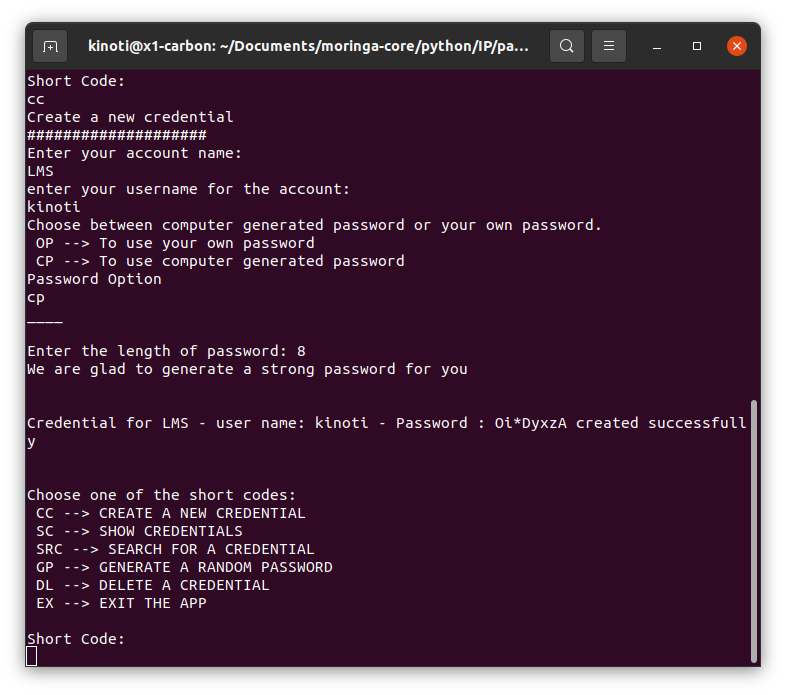 kinoti@x1-carbon: ~/Documents/moringa-core/python/IP/pa...
Short Code:
cc
Create a new credential
####################
Enter your account name:
LMS
enter your username for the account:
kinoti
Choose between computer generated password or your own password.
OP --> To use your own password
CP --> To use computer generated password
Password Option
cp
____
Enter the length of password: 8
We are glad to generate a strong password for you
Credential for LMS - user name: kinoti - Password : Oi*DyxzA created successfull
y
Choose one of the short codes:
CC --> CREATE A NEW CREDENTIAL
SC --> SHOW CREDENTIALS
SRC --> SEARCH FOR A CREDENTIAL
GP --> GENERATE A RANDOM PASSWORD
DL --> DELETE A CREDENTIAL
EX --> EXIT THE APP
Short Code: